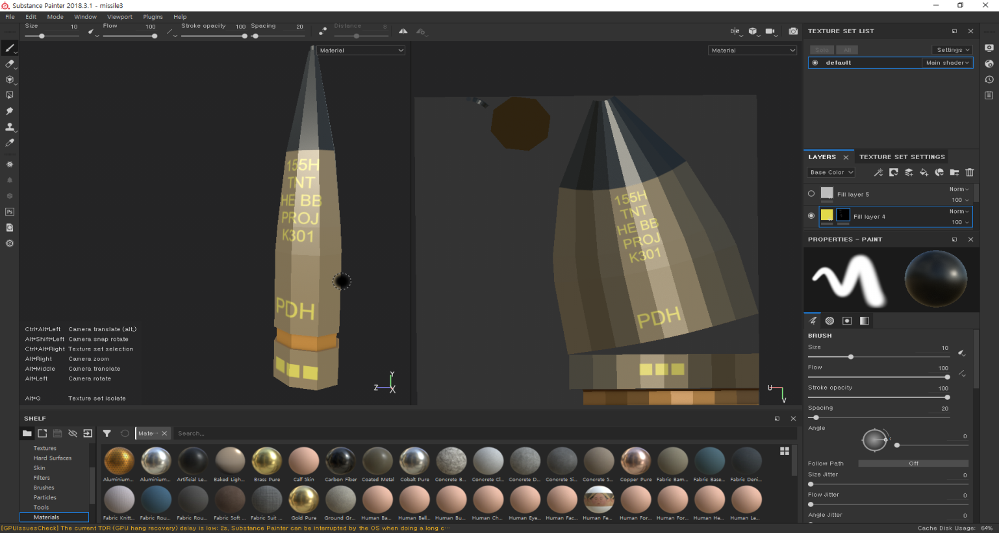 Substance Painter 2018.3.1 - missile3
File Edit Mode Window Viewport Plugins Help
Size 10 Flow 100 Stroke opacity 100 Spacing 20 Distance 8
Material
Material
155H
TNT
HE BB
PROJ
K301
PDH
155H
TNT
HE BB
PROJ
K301
PDH
Ctrl+Alt+Left Camera translate (alt.)
Alt+Shift+Left Camera snap rotate
Ctrl+Alt+Right Texture set selection
Alt+Right Camera zoom
Alt+Middle Camera translate
Alt+Left Camera rotate
Alt+Q Texture set isolate
Y
Z X
U
V
TEXTURE SET LIST
Solo All Settings
default Main shader
LAYERS TEXTURE SET SETTINGS
Base Color
Fill layer 5 Norm
100
Fill layer 4 Norm
100
PROPERTIES - PAINT
BRUSH
Size 10
Flow 100
Stroke opacity 100
Spacing 20
Angle 0
Follow Path Off
Size Jitter 0
Flow Jitter 0
Angle Jitter 0
Ps
SHELF
Mate... Search...
Textures
Hard Surfaces
Skin
Filters
Brushes
Particles
Tools
Materials
Aluminium... Aluminium... Artificial Le... Baked Ligh... Brass Pure Calf Skin Carbon Fiber Coated Metal Cobalt Pure Concrete B... Concrete Cl... Concrete D... Concrete Si... Concrete S... Copper Pure Fabric Bam... Fabric Base... Fabric Deni...
Fabric Knitt... Fabric Rou... Fabric Rou... Fabric Soft ... Fabric Suit ... Gold Pure Ground Gr... Human Ba... Human Bell... Human Bu... Human Ch... Human Eye... Human Fac... Human Fe... Human For... Human For... Human He... Human Le...
[GPUIssuesCheck] The current TDR (GPU hang recovery) delay is low: 2s, Substance Painter can be interrupted by the OS when doing a long c...
Cache Disk Usage: 64%